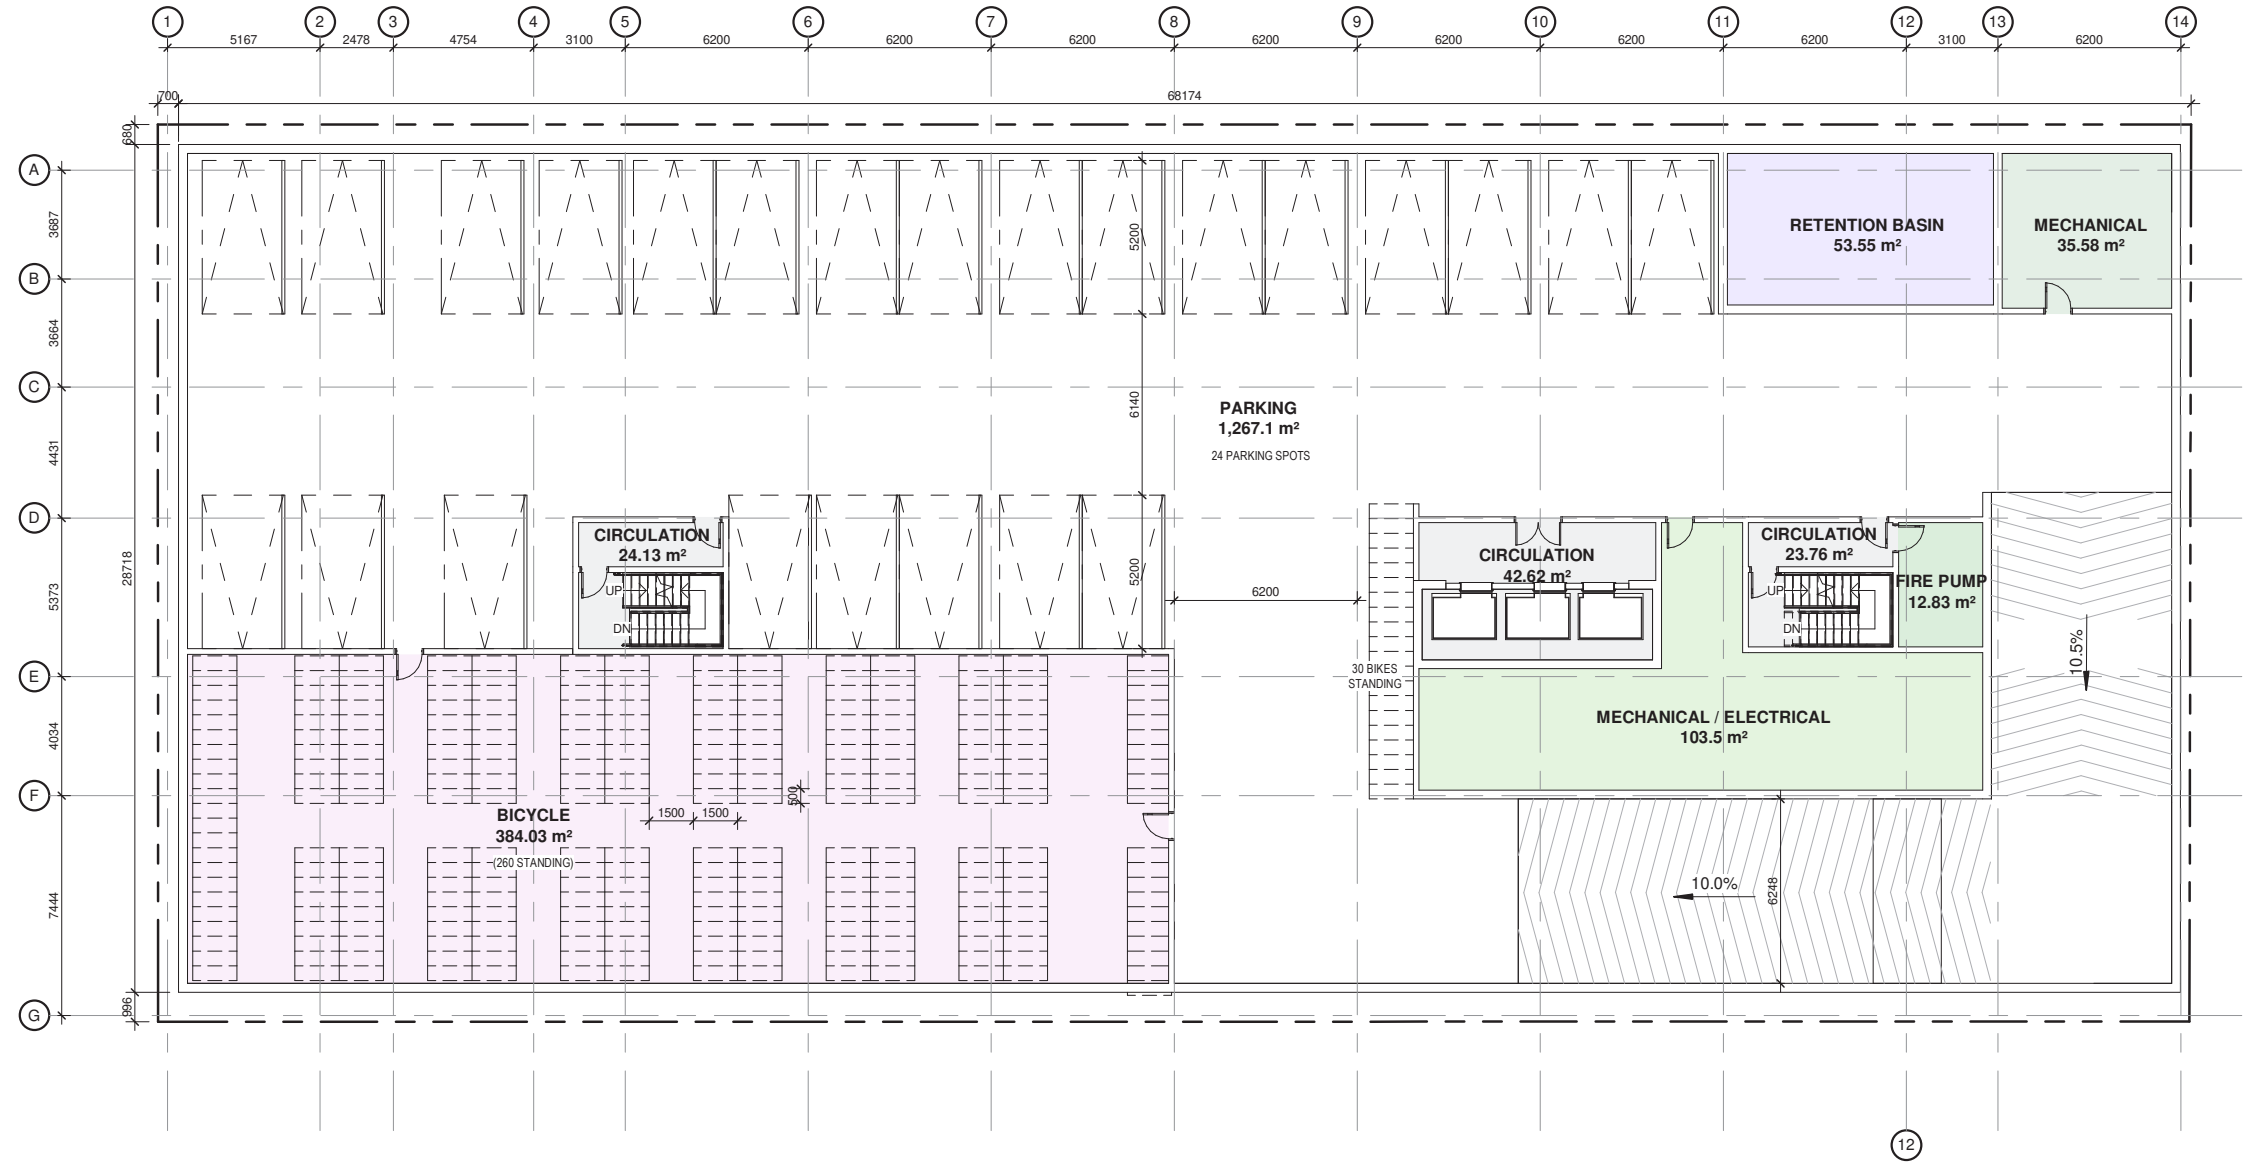 1 2 3 4 5 6 7 8 9 10 11 12 13 14
5167 2478 4754 3100 6200 6200 6200 6200 6200 6200 6200 3100 6200
700 68174
680
A
3687
B
3664
C
4431
D
5373
E
4034
F
7444
G
28718
996
5200
6140
5200
RETENTION BASIN
53.55 m²
MECHANICAL
35.58 m²
PARKING
1,267.1 m²
24 PARKING SPOTS
CIRCULATION
24.13 m²
UP
DN
6200
CIRCULATION
42.62 m²
CIRCULATION
23.76 m²
UP
DN
FIRE PUMP
12.83 m²
10.5%
30 BIKES
STANDING
MECHANICAL / ELECTRICAL
103.5 m²
BICYCLE
384.03 m²
(260 STANDING)
1500 1500
500
10.0%
6248
12